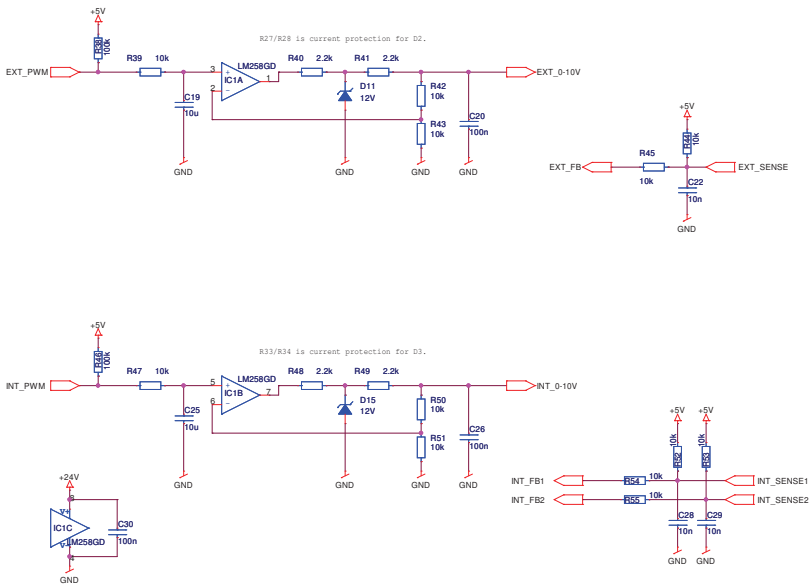 +5V
R27/R28 is current protection for D2.
R38
100k
R39 10k
LM258GD
R40 2.2k
R41 2.2k
EXT_PWM
3
+
IC1A
1
2
−
EXT_0-10V
D11
12V
R42
10k
C19
10u
R43
10k
C20
100n
GND
GND
GND
GND
+5V
R44
10k
R45
EXT_FB
EXT_SENSE
10k
C22
10n
GND
+5V
R33/R34 is current protection for D3.
R46
100k
R47 10k
LM258GD
R48 2.2k
R49 2.2k
INT_PWM
5
+
IC1B
7
6
−
INT_0-10V
D15
12V
R50
10k
C25
10u
R51
10k
C26
100n
GND
GND
GND
GND
+24V
8
V+
IC1C
LM258GD
V-
4
C30
100n
GND
+5V +5V
10k
R52
10k
R53
INT_FB1
R54
10k
INT_SENSE1
INT_FB2
R55
10k
INT_SENSE2
C28
10n
C29
10n
GND GND